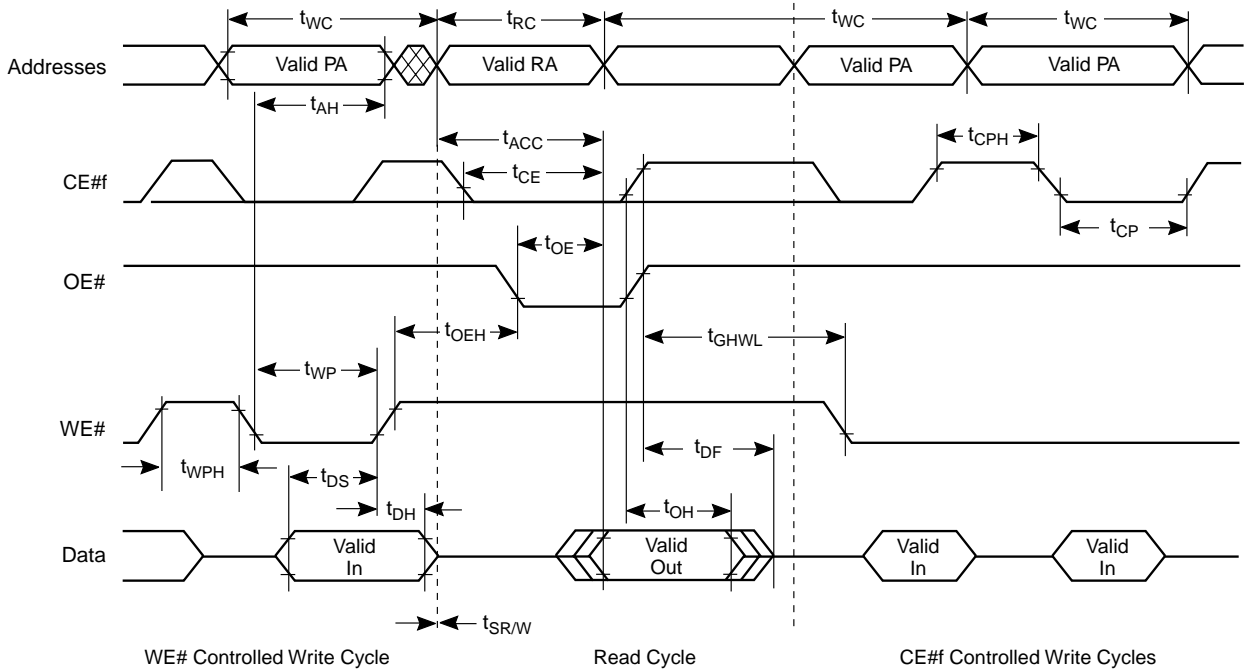 tWC tRC tWC tWC
Addresses Valid PA Valid RA Valid PA Valid PA
tAH
tACC tCPH
CE#f tCE
tCP
tOE
OE#
tOEH tGHWL
tWP
WE#
tDF
tWPH tDS
tDH tOH
Data Valid In Valid Out Valid In Valid In
tSR/W
WE# Controlled Write Cycle Read Cycle CE#f Controlled Write Cycles